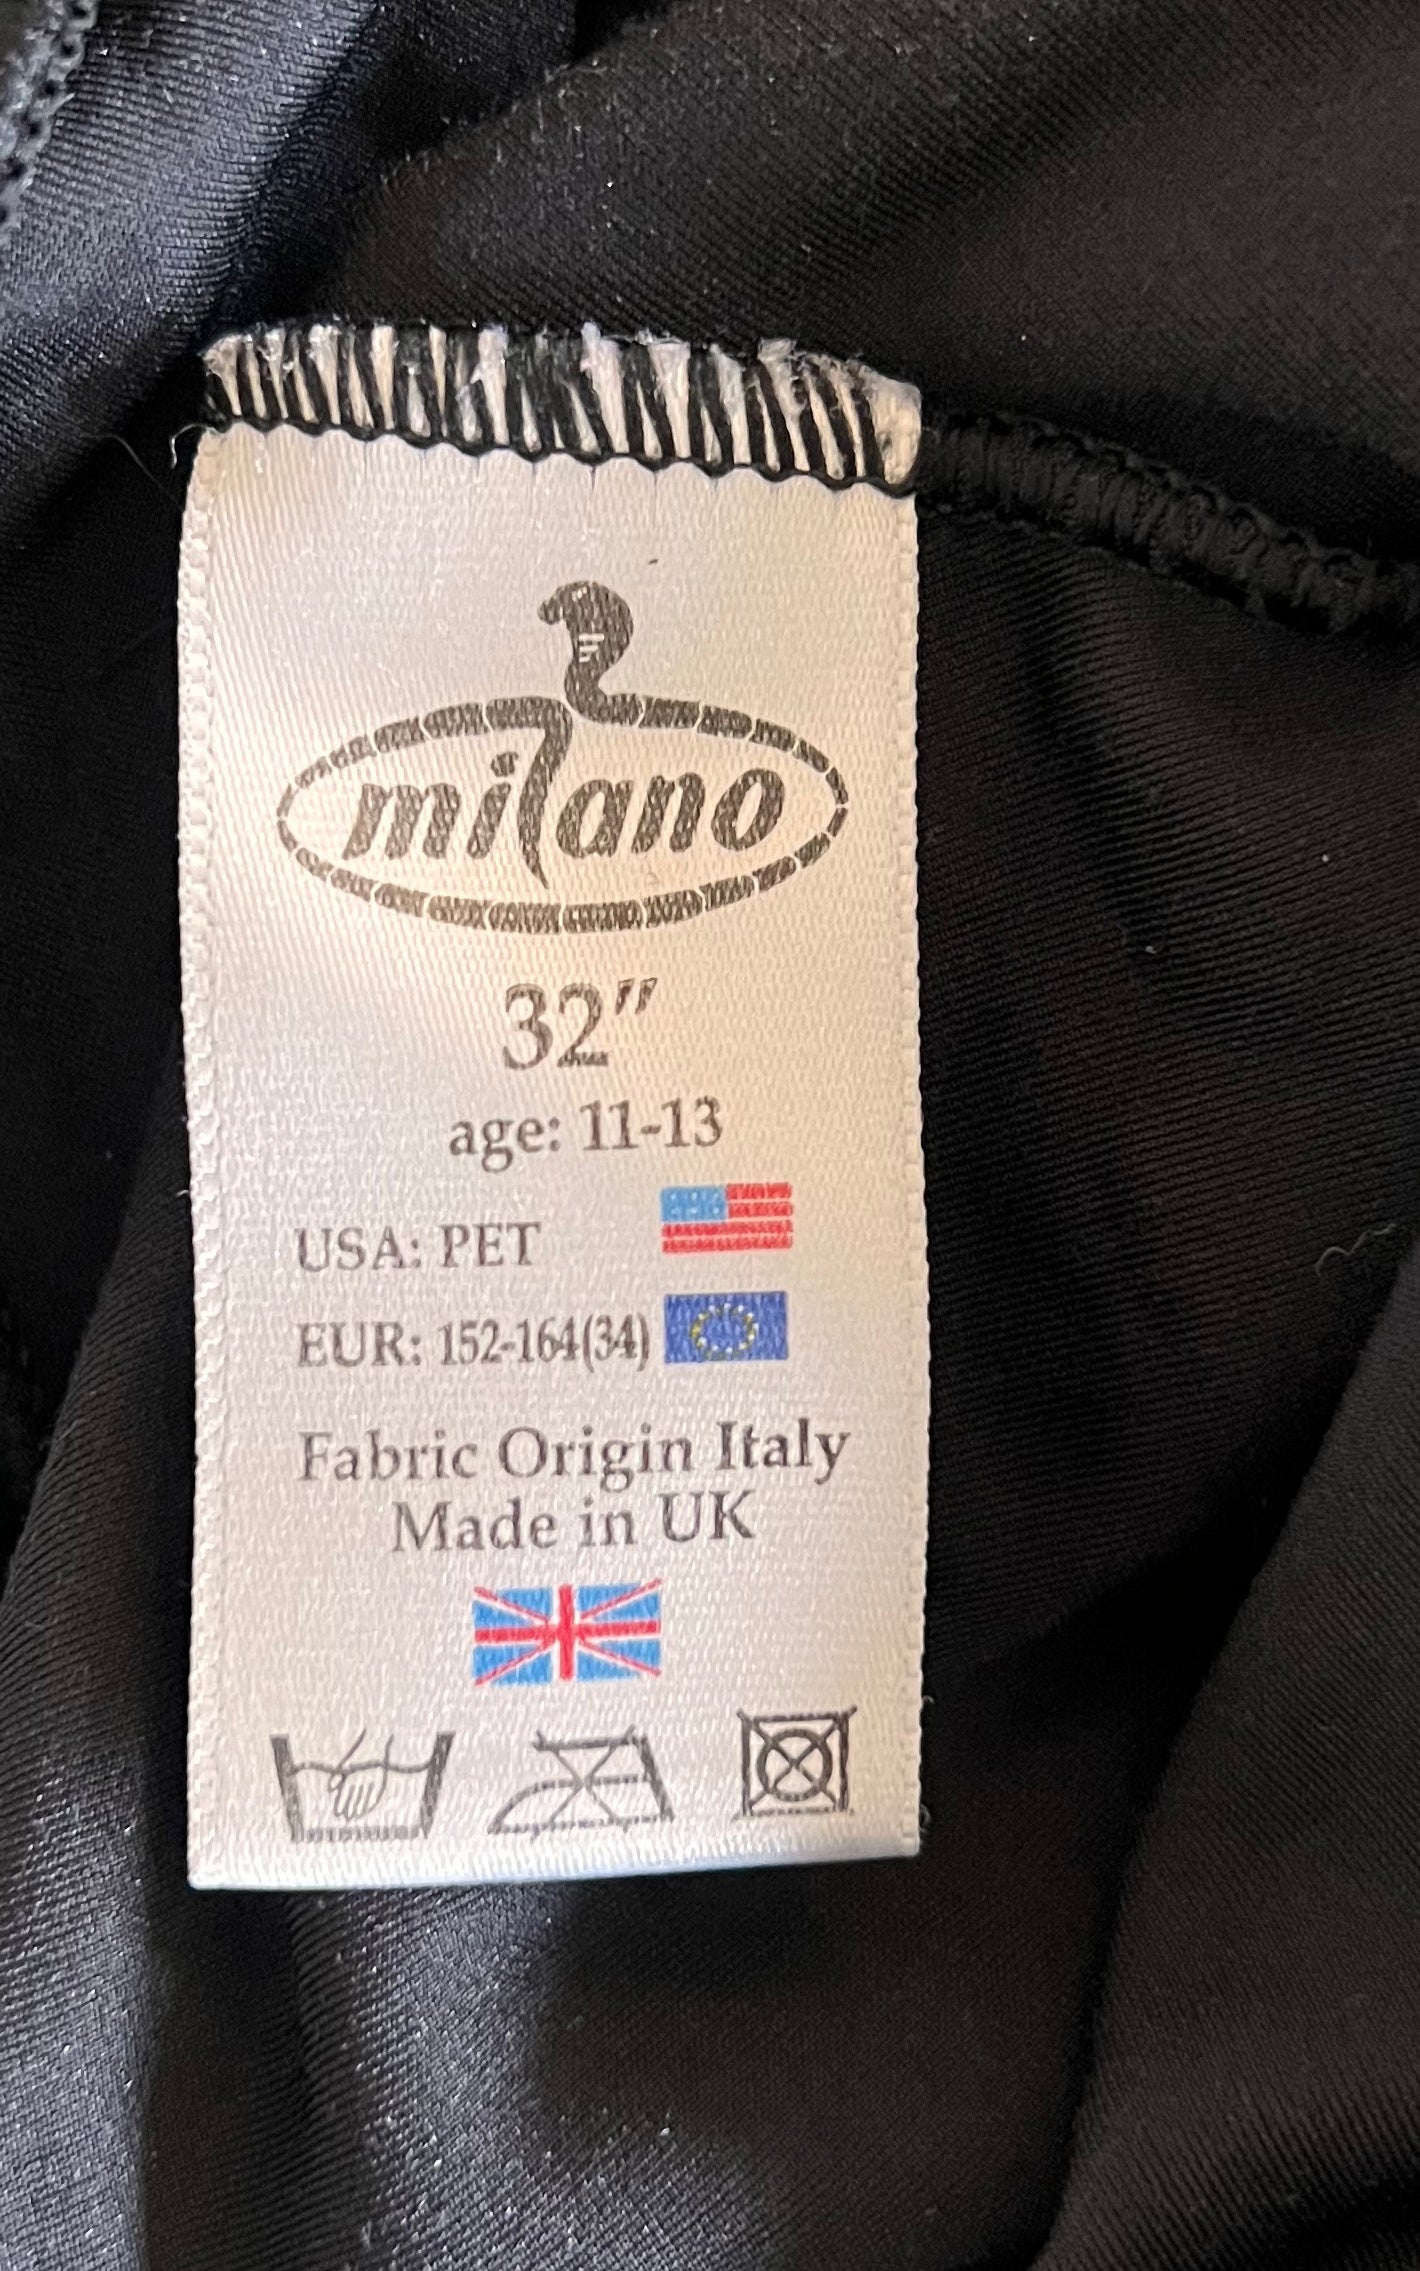 milano
32"
age: 11-13
USA: PET
EUR: 152-164(34)
Fabric Origin Italy
Made in UK